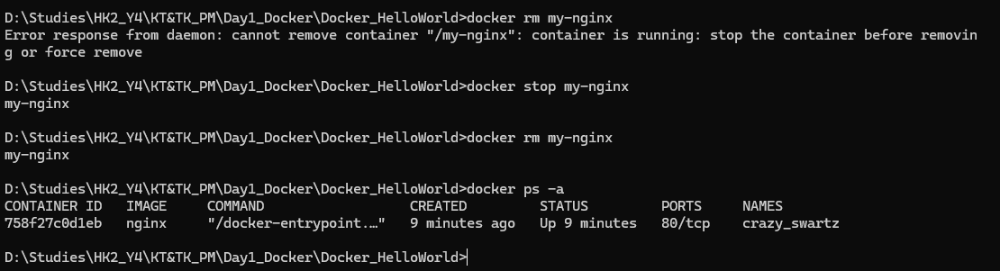 D:\Studies\HK2_Y4\KT&TK_PM\Day1_Docker\Docker_HelloWorld>docker rm my-nginx
Error response from daemon: cannot remove container "/my-nginx": container is running: stop the container before removin
g or force remove
D:\Studies\HK2_Y4\KT&TK_PM\Day1_Docker\Docker_HelloWorld>docker stop my-nginx
my-nginx
D:\Studies\HK2_Y4\KT&TK_PM\Day1_Docker\Docker_HelloWorld>docker rm my-nginx
my-nginx
D:\Studies\HK2_Y4\KT&TK_PM\Day1_Docker\Docker_HelloWorld>docker ps -a
CONTAINER ID   IMAGE     COMMAND                  CREATED         STATUS         PORTS     NAMES
758f27c0d1eb   nginx     "/docker-entrypoint.…"   9 minutes ago   Up 9 minutes   80/tcp    crazy_swartz
D:\Studies\HK2_Y4\KT&TK_PM\Day1_Docker\Docker_HelloWorld>